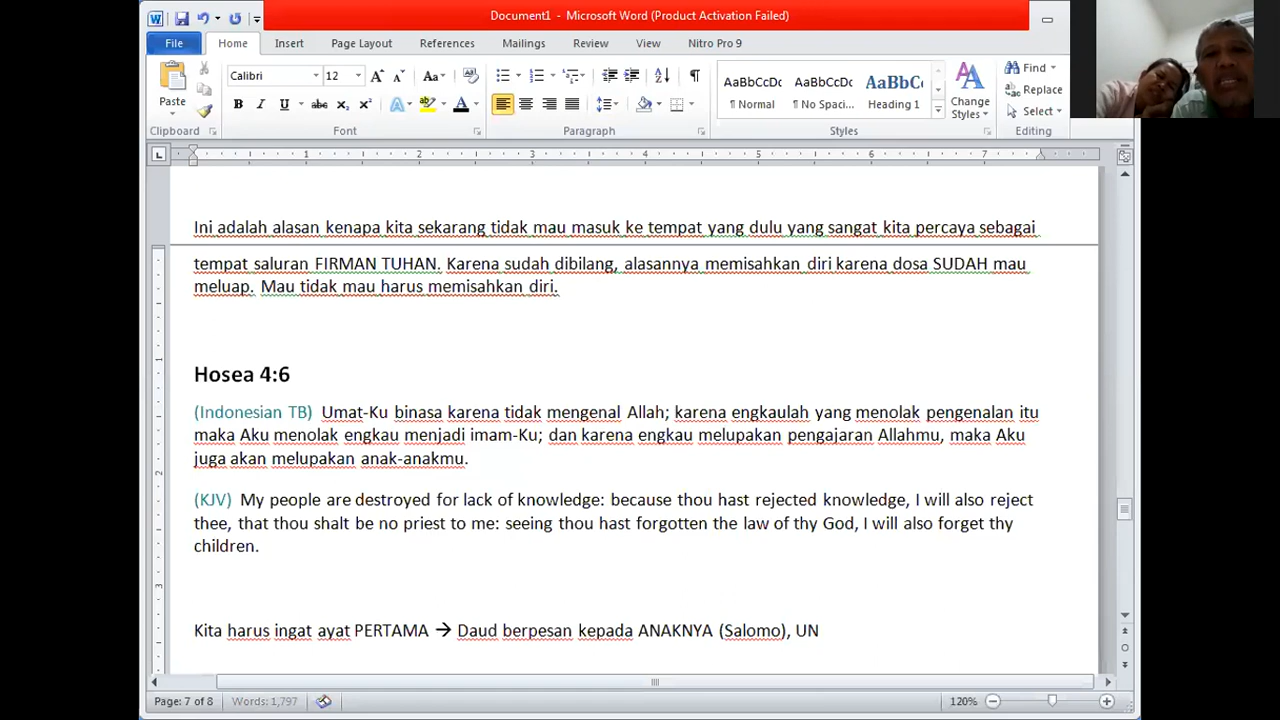 Document1 - Microsoft Word (Product Activation Failed)
File Home Insert Page Layout References Mailings Review View Nitro Pro 9
Paste
Calibri 12
AaBbCcDc AaBbCcDc AaBbC
¶ Normal ¶ No Spaci... Heading 1
Change Styles
Find
Replace
Select
Clipboard Font Paragraph Styles Editing
1 2 3 4 5 6 7
Ini adalah alasan kenapa kita sekarang tidak mau masuk ke tempat yang dulu yang sangat kita percaya sebagai
tempat saluran FIRMAN TUHAN. Karena sudah dibilang, alasannya memisahkan diri karena dosa SUDAH mau
meluap. Mau tidak mau harus memisahkan diri.
Hosea 4:6
(Indonesian TB) Umat-Ku binasa karena tidak mengenal Allah; karena engkaulah yang menolak pengenalan itu
maka Aku menolak engkau menjadi imam-Ku; dan karena engkau melupakan pengajaran Allahmu, maka Aku
juga akan melupakan anak-anakmu.
(KJV) My people are destroyed for lack of knowledge: because thou hast rejected knowledge, I will also reject
thee, that thou shalt be no priest to me: seeing thou hast forgotten the law of thy God, I will also forget thy
children.
Kita harus ingat ayat PERTAMA → Daud berpesan kepada ANAKNYA (Salomo), UN
Page: 7 of 8 Words: 1,797 120%